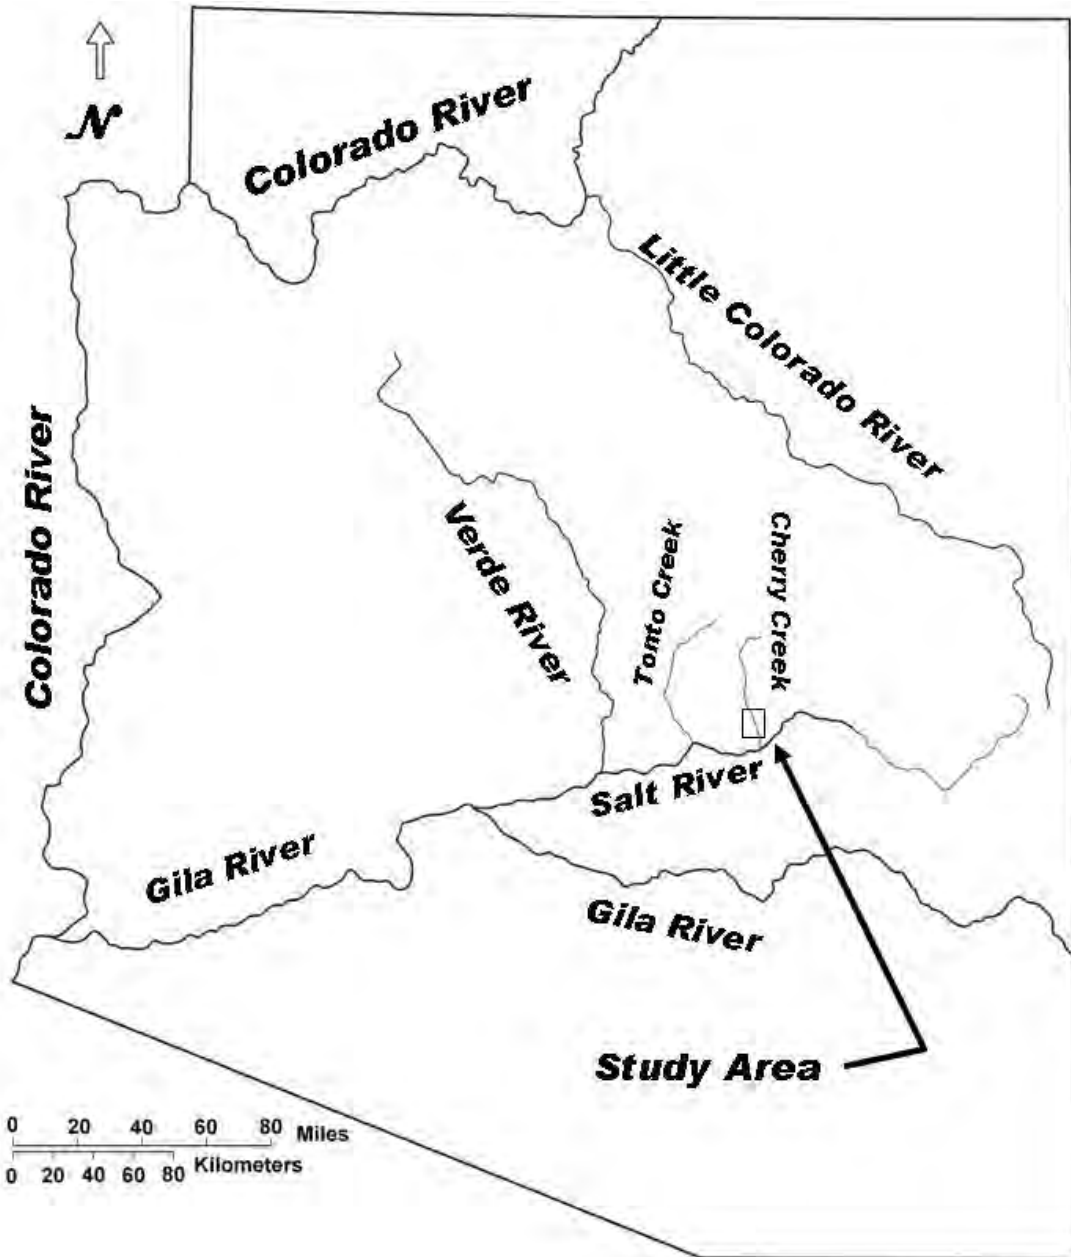 N
Colorado River
Little Colorado River
Colorado River
Verde River
Tonto Creek
Cherry Creek
Salt River
Gila River
Gila River
Study Area
0 20 40 60 80 Miles
0 20 40 60 80 Kilometers